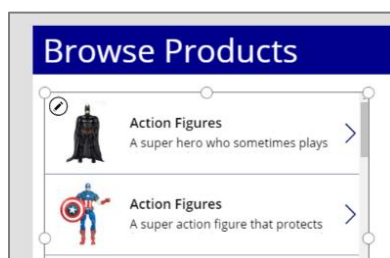 Browse Products
Action Figures
A super hero who sometimes plays
Action Figures
A super action figure that protects